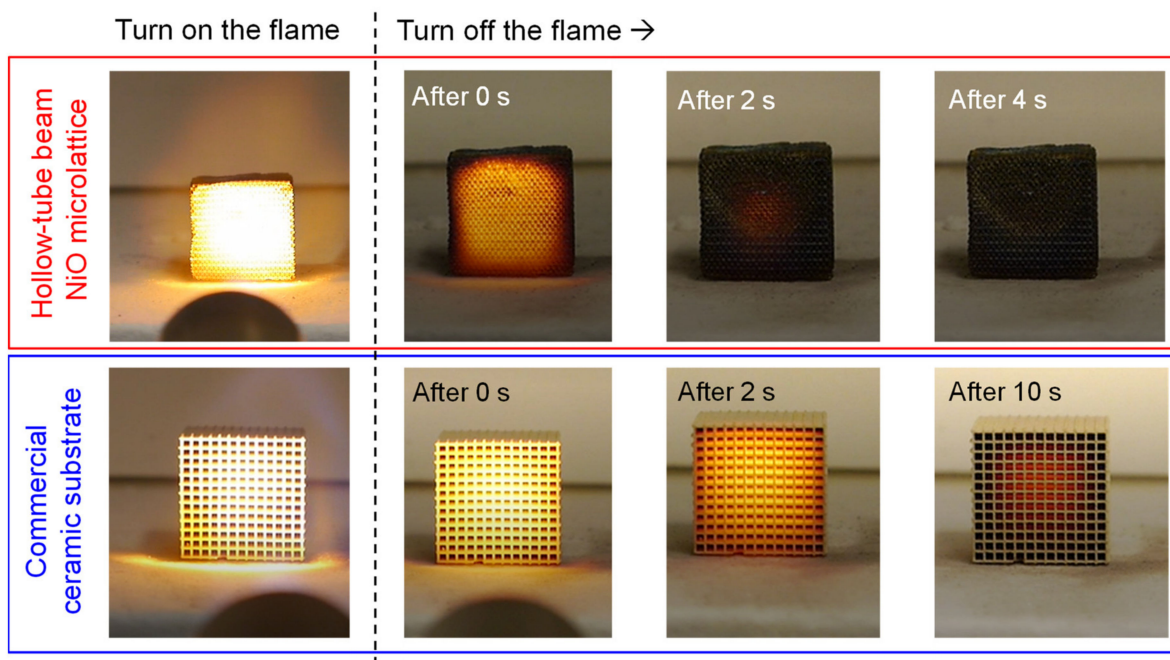 Turn on the flame
Turn off the flame →
Hollow-tube beam
NiO microlattice
After 0 s
After 2 s
After 4 s
Commercial
ceramic substrate
After 0 s
After 2 s
After 10 s